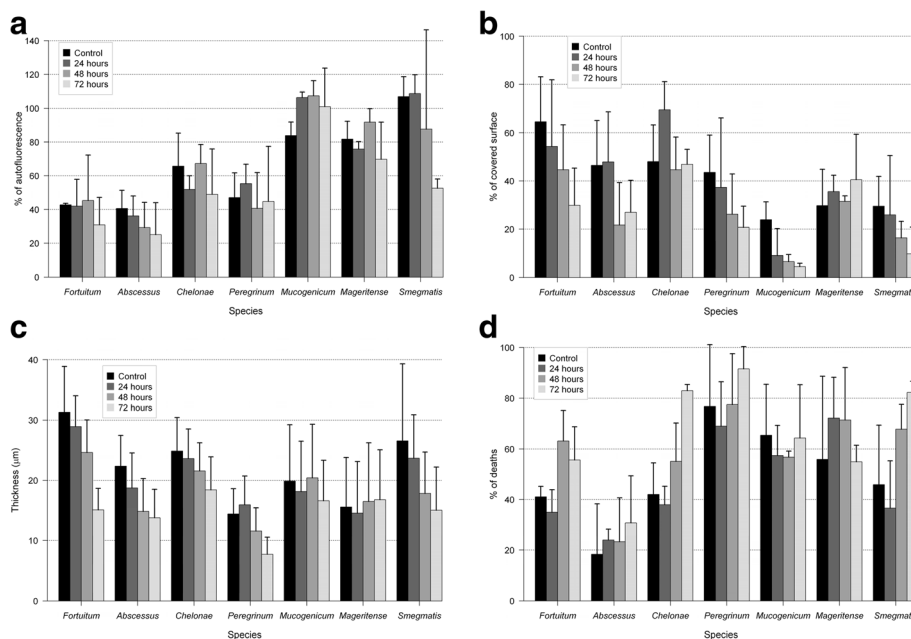 a
% of autofluorescence
140
120
100
80
60
40
20
0
Control
24 hours
48 hours
72 hours
Fortuitum Abscessus Chelonae Peregrinum Mucogenicum Mageritense Smegmatis
Species
b
% of covered surface
100
80
60
40
20
0
Control
24 hours
48 hours
72 hours
Fortuitum Abscessus Chelonae Peregrinum Mucogenicum Mageritense Smegmatis
Species
c
Thickness (µm)
40
30
20
10
0
Control
24 hours
48 hours
72 hours
Fortuitum Abscessus Chelonae Peregrinum Mucogenicum Mageritense Smegmatis
Species
d
% of deaths
100
80
60
40
20
0
Control
24 hours
48 hours
72 hours
Fortuitum Abscessus Chelonae Peregrinum Mucogenicum Mageritense Smegmatis
Species